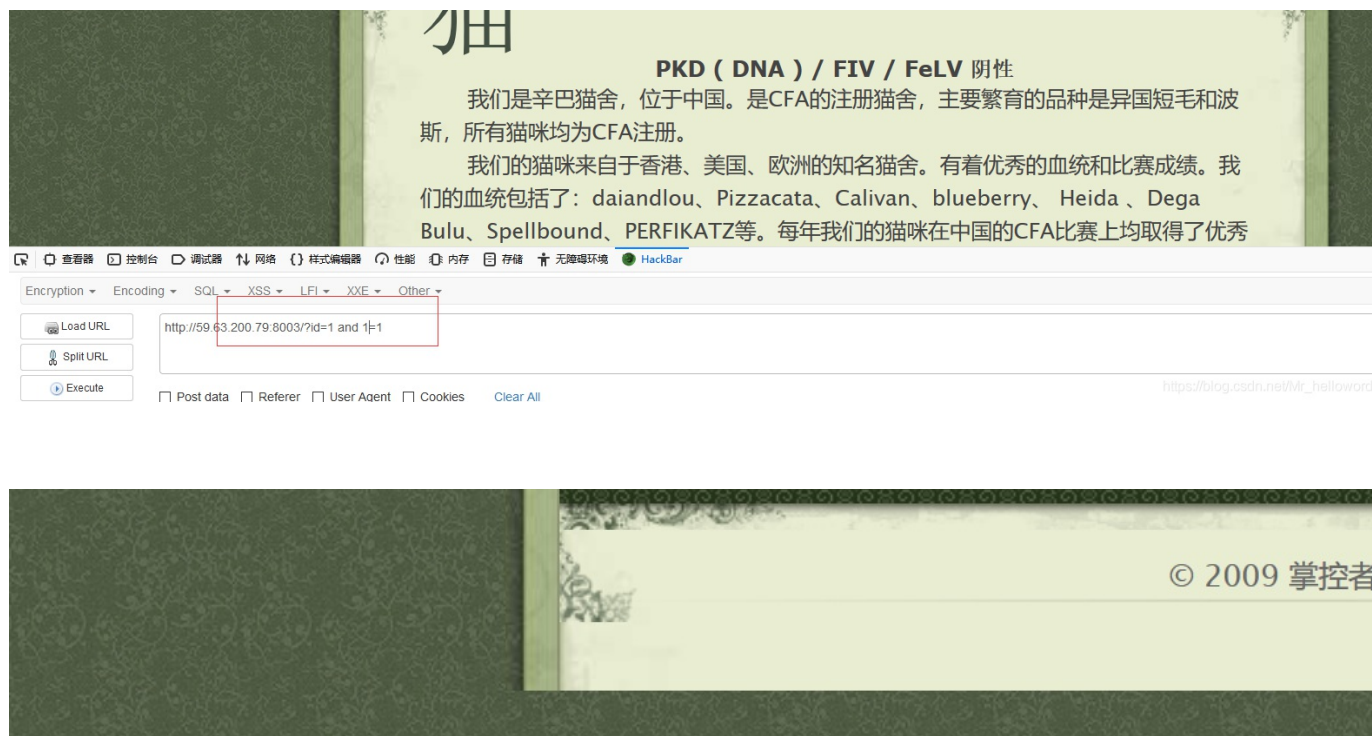 猫
PKD ( DNA ) / FIV / FeLV 阴性
我们是辛巴猫舍，位于中国。是CFA的注册猫舍，主要繁育的品种是异国短毛和波
斯，所有猫咪均为CFA注册。
我们的猫咪来自于香港、美国、欧洲的知名猫舍。有着优秀的血统和比赛成绩。我
们的血统包括了：daiandlou、Pizzacata、Calivan、blueberry、 Heida 、Dega
Bulu、Spellbound、PERFIKATZ等。每年我们的猫咪在中国的CFA比赛上均取得了优秀
查看器 控制台 调试器 网络 {} 样式编辑器 性能 内存 存储 无障碍环境 HackBar
Encryption Encoding SQL XSS LFI XXE Other
Load URL http://59.63.200.79:8003/?id=1 and 1=1
Split URL
Execute
Post data Referer User Agent Cookies Clear All
https://blog.csdn.net/Mr_helloword
© 2009 掌控者